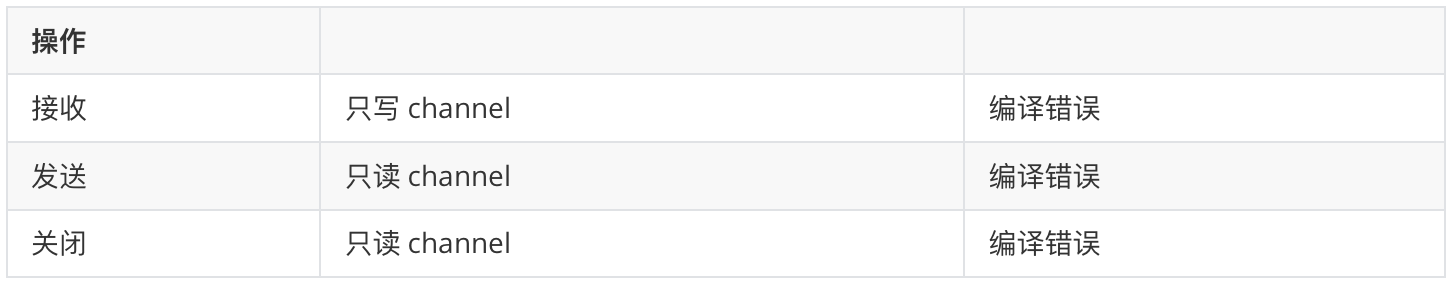 操作
接收 只写 channel 编译错误
发送 只读 channel 编译错误
关闭 只读 channel 编译错误